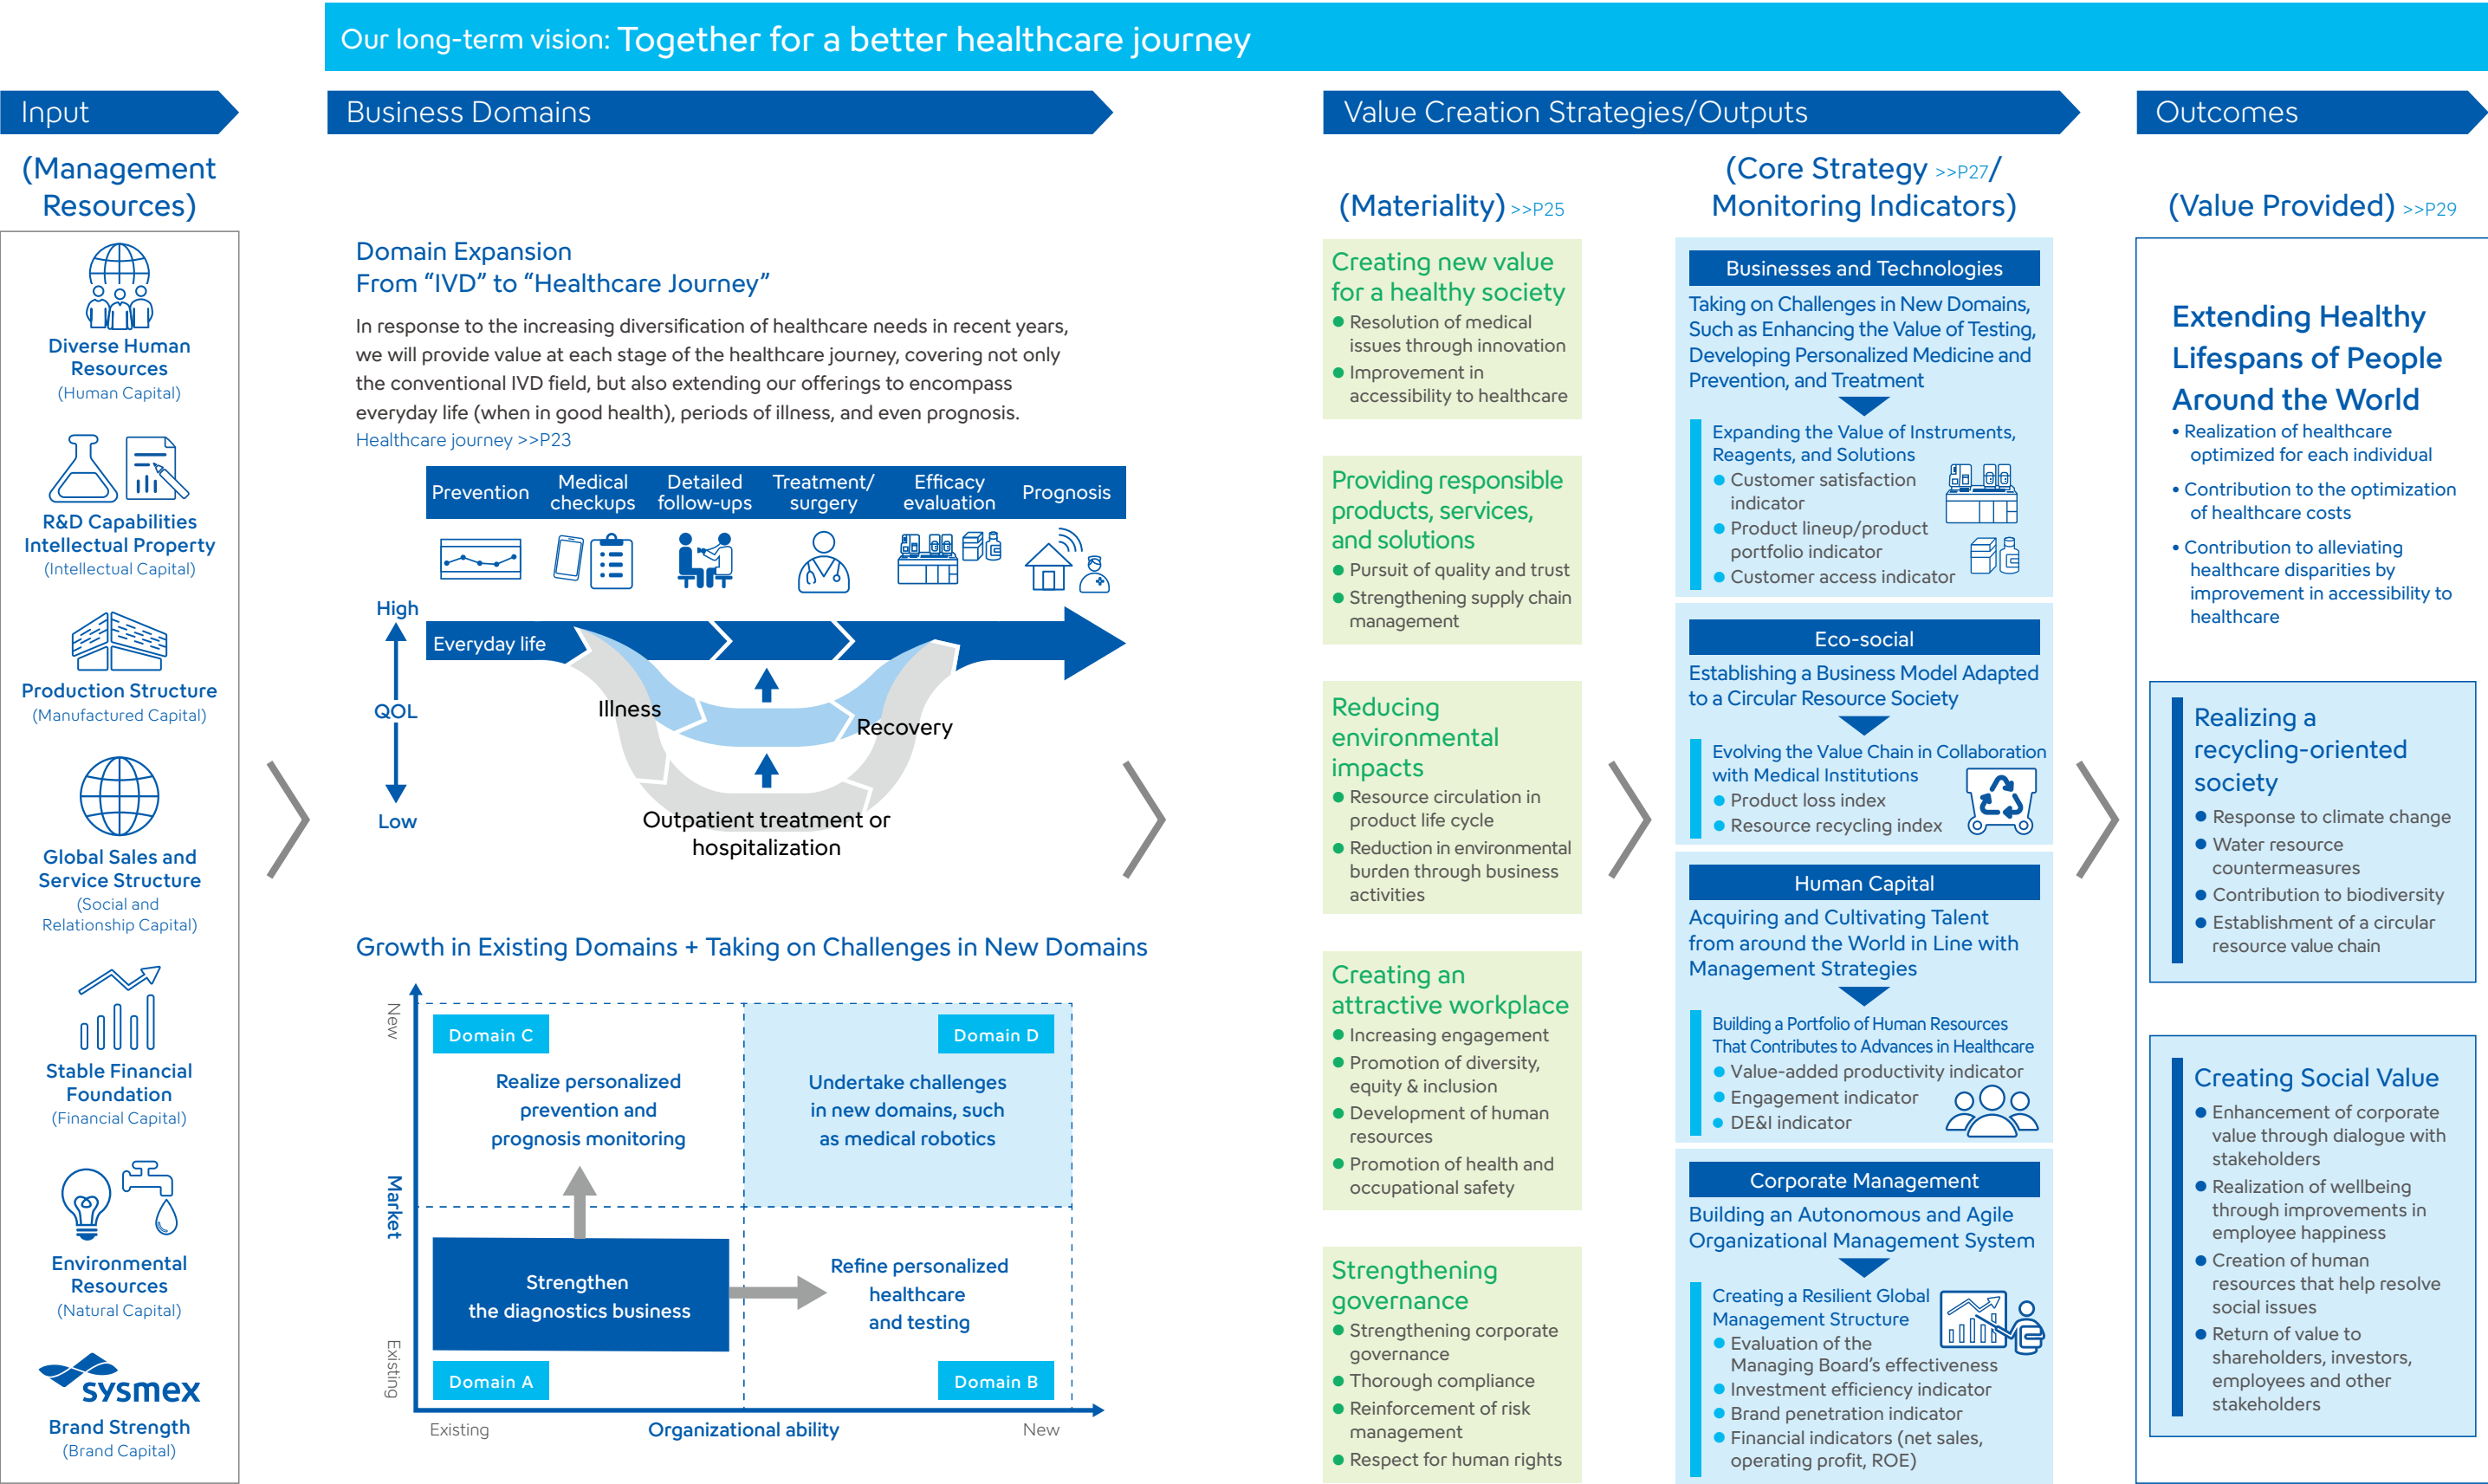 Our long-term vision: Together for a better healthcare journey
Input
(Management
Resources)
Diverse Human
Resources
(Human Capital)
R&D Capabilities
Intellectual Property
(Intellectual Capital)
Production Structure
(Manufactured Capital)
Global Sales and
Service Structure
(Social and
Relationship Capital)
Stable Financial
Foundation
(Financial Capital)
Environmental
Resources
(Natural Capital)
sysmex
Brand Strength
(Brand Capital)
Business Domains
Domain Expansion
From “IVD” to “Healthcare Journey”
In response to the increasing diversification of healthcare needs in recent years,
we will provide value at each stage of the healthcare journey, covering not only
the conventional IVD field, but also extending our offerings to encompass
everyday life (when in good health), periods of illness, and even prognosis.
Healthcare journey >>P23
Prevention
Medical
checkups
Detailed
follow-ups
Treatment/
surgery
Efficacy
evaluation
Prognosis
High
QOL
Low
Everyday life
Illness
Recovery
Outpatient treatment or
hospitalization
Growth in Existing Domains + Taking on Challenges in New Domains
New
Market
Existing
Domain C
Realize personalized
prevention and
prognosis monitoring
Domain D
Undertake challenges
in new domains, such
as medical robotics
Strengthen
the diagnostics business
Domain A
Refine personalized
healthcare
and testing
Domain B
Existing
Organizational ability
New
Value Creation Strategies/Outputs
(Materiality) >>P25
Creating new value
for a healthy society
● Resolution of medical
issues through innovation
● Improvement in
accessibility to healthcare
Providing responsible
products, services,
and solutions
● Pursuit of quality and trust
● Strengthening supply chain
management
Reducing
environmental
impacts
● Resource circulation in
product life cycle
● Reduction in environmental
burden through business
activities
Creating an
attractive workplace
● Increasing engagement
● Promotion of diversity,
equity & inclusion
● Development of human
resources
● Promotion of health and
occupational safety
Strengthening
governance
● Strengthening corporate
governance
● Thorough compliance
● Reinforcement of risk
management
● Respect for human rights
(Core Strategy >>P27/
Monitoring Indicators)
Businesses and Technologies
Taking on Challenges in New Domains,
Such as Enhancing the Value of Testing,
Developing Personalized Medicine and
Prevention, and Treatment
Expanding the Value of Instruments,
Reagents, and Solutions
● Customer satisfaction
indicator
● Product lineup/product
portfolio indicator
● Customer access indicator
Eco-social
Establishing a Business Model Adapted
to a Circular Resource Society
Evolving the Value Chain in Collaboration
with Medical Institutions
● Product loss index
● Resource recycling index
Human Capital
Acquiring and Cultivating Talent
from around the World in Line with
Management Strategies
Building a Portfolio of Human Resources
That Contributes to Advances in Healthcare
● Value-added productivity indicator
● Engagement indicator
● DE&I indicator
Corporate Management
Building an Autonomous and Agile
Organizational Management System
Creating a Resilient Global
Management Structure
● Evaluation of the
Managing Board’s effectiveness
● Investment efficiency indicator
● Brand penetration indicator
● Financial indicators (net sales,
operating profit, ROE)
Outcomes
(Value Provided) >>P29
Extending Healthy
Lifespans of People
Around the World
• Realization of healthcare
optimized for each individual
• Contribution to the optimization
of healthcare costs
• Contribution to alleviating
healthcare disparities by
improvement in accessibility to
healthcare
Realizing a
recycling-oriented
society
● Response to climate change
● Water resource
countermeasures
● Contribution to biodiversity
● Establishment of a circular
resource value chain
Creating Social Value
● Enhancement of corporate
value through dialogue with
stakeholders
● Realization of wellbeing
through improvements in
employee happiness
● Creation of human
resources that help resolve
social issues
● Return of value to
shareholders, investors,
employees and other
stakeholders